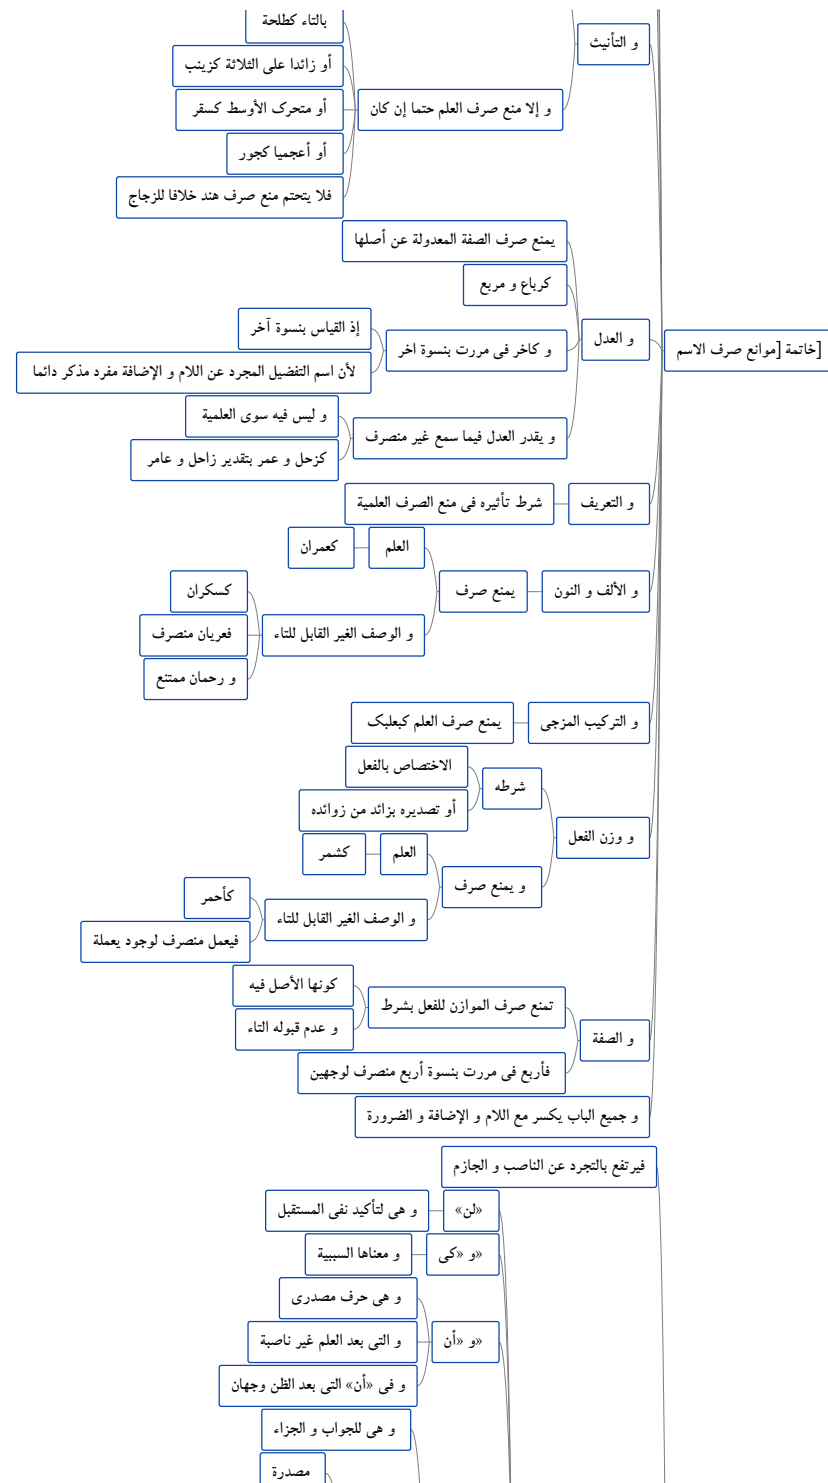 [خاتمة [موانع صرف الاسم
و التأنيث
و إلا منع صرف العلم حتما إن كان
بالتاء كطلحة
أو زائدا على الثلاثة كزينب
أو متحرک الأوسط كسقر
أو أعجميا كجور
فلا يتحتم منع صرف هند خلافا للزجاج
و العدل
يمنع صرف الصفة المعدولة عن أصلها
كرباع و مربع
و كاخر فى مررت بنسوة اخر
إذ القياس بنسوة آخر
لأن اسم التفضيل المجرد عن اللام و الإضافة مفرد مذكر دائما
و يقدر العدل فيما سمع غير منصرف
و ليس فيه سوى العلمية
كزحل و عمر بتقدير زاحل و عامر
و التعريف
شرط تأثيره فى منع الصرف العلمية
و الألف و النون
يمنع صرف
العلم
كعمران
و الوصف الغير القابل للتاء
كسكران
فعريان منصرف
و رحمان ممتنع
و التركيب المزجى
يمنع صرف العلم كبعلبک
و وزن الفعل
شرطه
الاختصاص بالفعل
أو تصديره بزائد من زوائده
و يمنع صرف
العلم
كشمر
و الوصف الغير القابل للتاء
كأحمر
فيعمل منصرف لوجود يعملة
و الصفة
تمنع صرف الموازن للفعل بشرط
كونها الأصل فيه
و عدم قبوله التاء
فأربع فى مررت بنسوة أربع منصرف لوجهين
و جميع الباب يكسر مع اللام و الإضافة و الضرورة
فيرتفع بالتجرد عن الناصب و الجازم
«لن»
و هى لتأكيد نفى المستقبل
«و «كى
و معناها السببية
«و «أن
و هى حرف مصدرى
و التى بعد العلم غير ناصبة
و فى «أن» التى بعد الظن وجهان
و هى للجواب و الجزاء
مصدرة